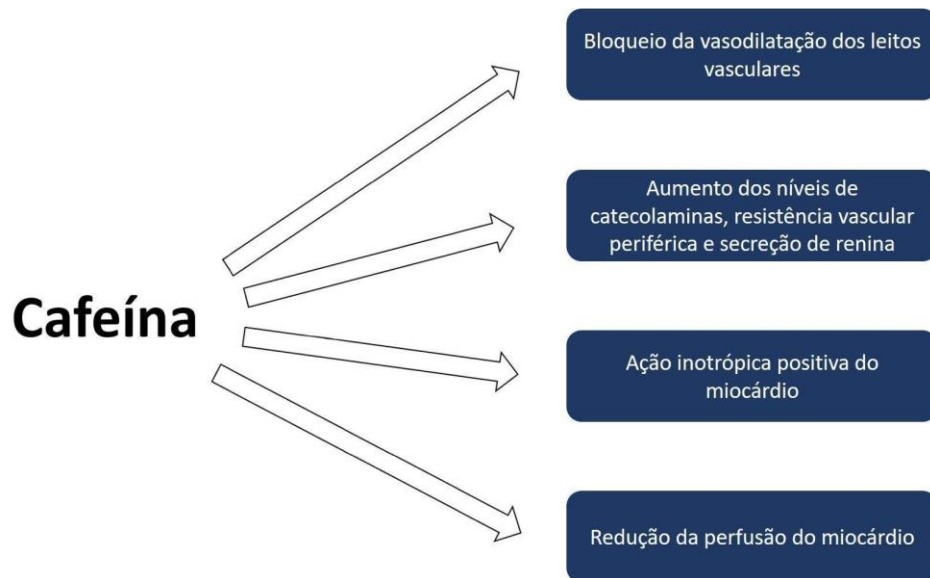 Bloqueio da vasodilatação dos leitos
vasculares
Aumento dos níveis de
catecolaminas, resistência vascular
periférica e secreção de renina
Cafeína
Ação inotrópica positiva do
miocárdio
Redução da perfusão do miocárdio